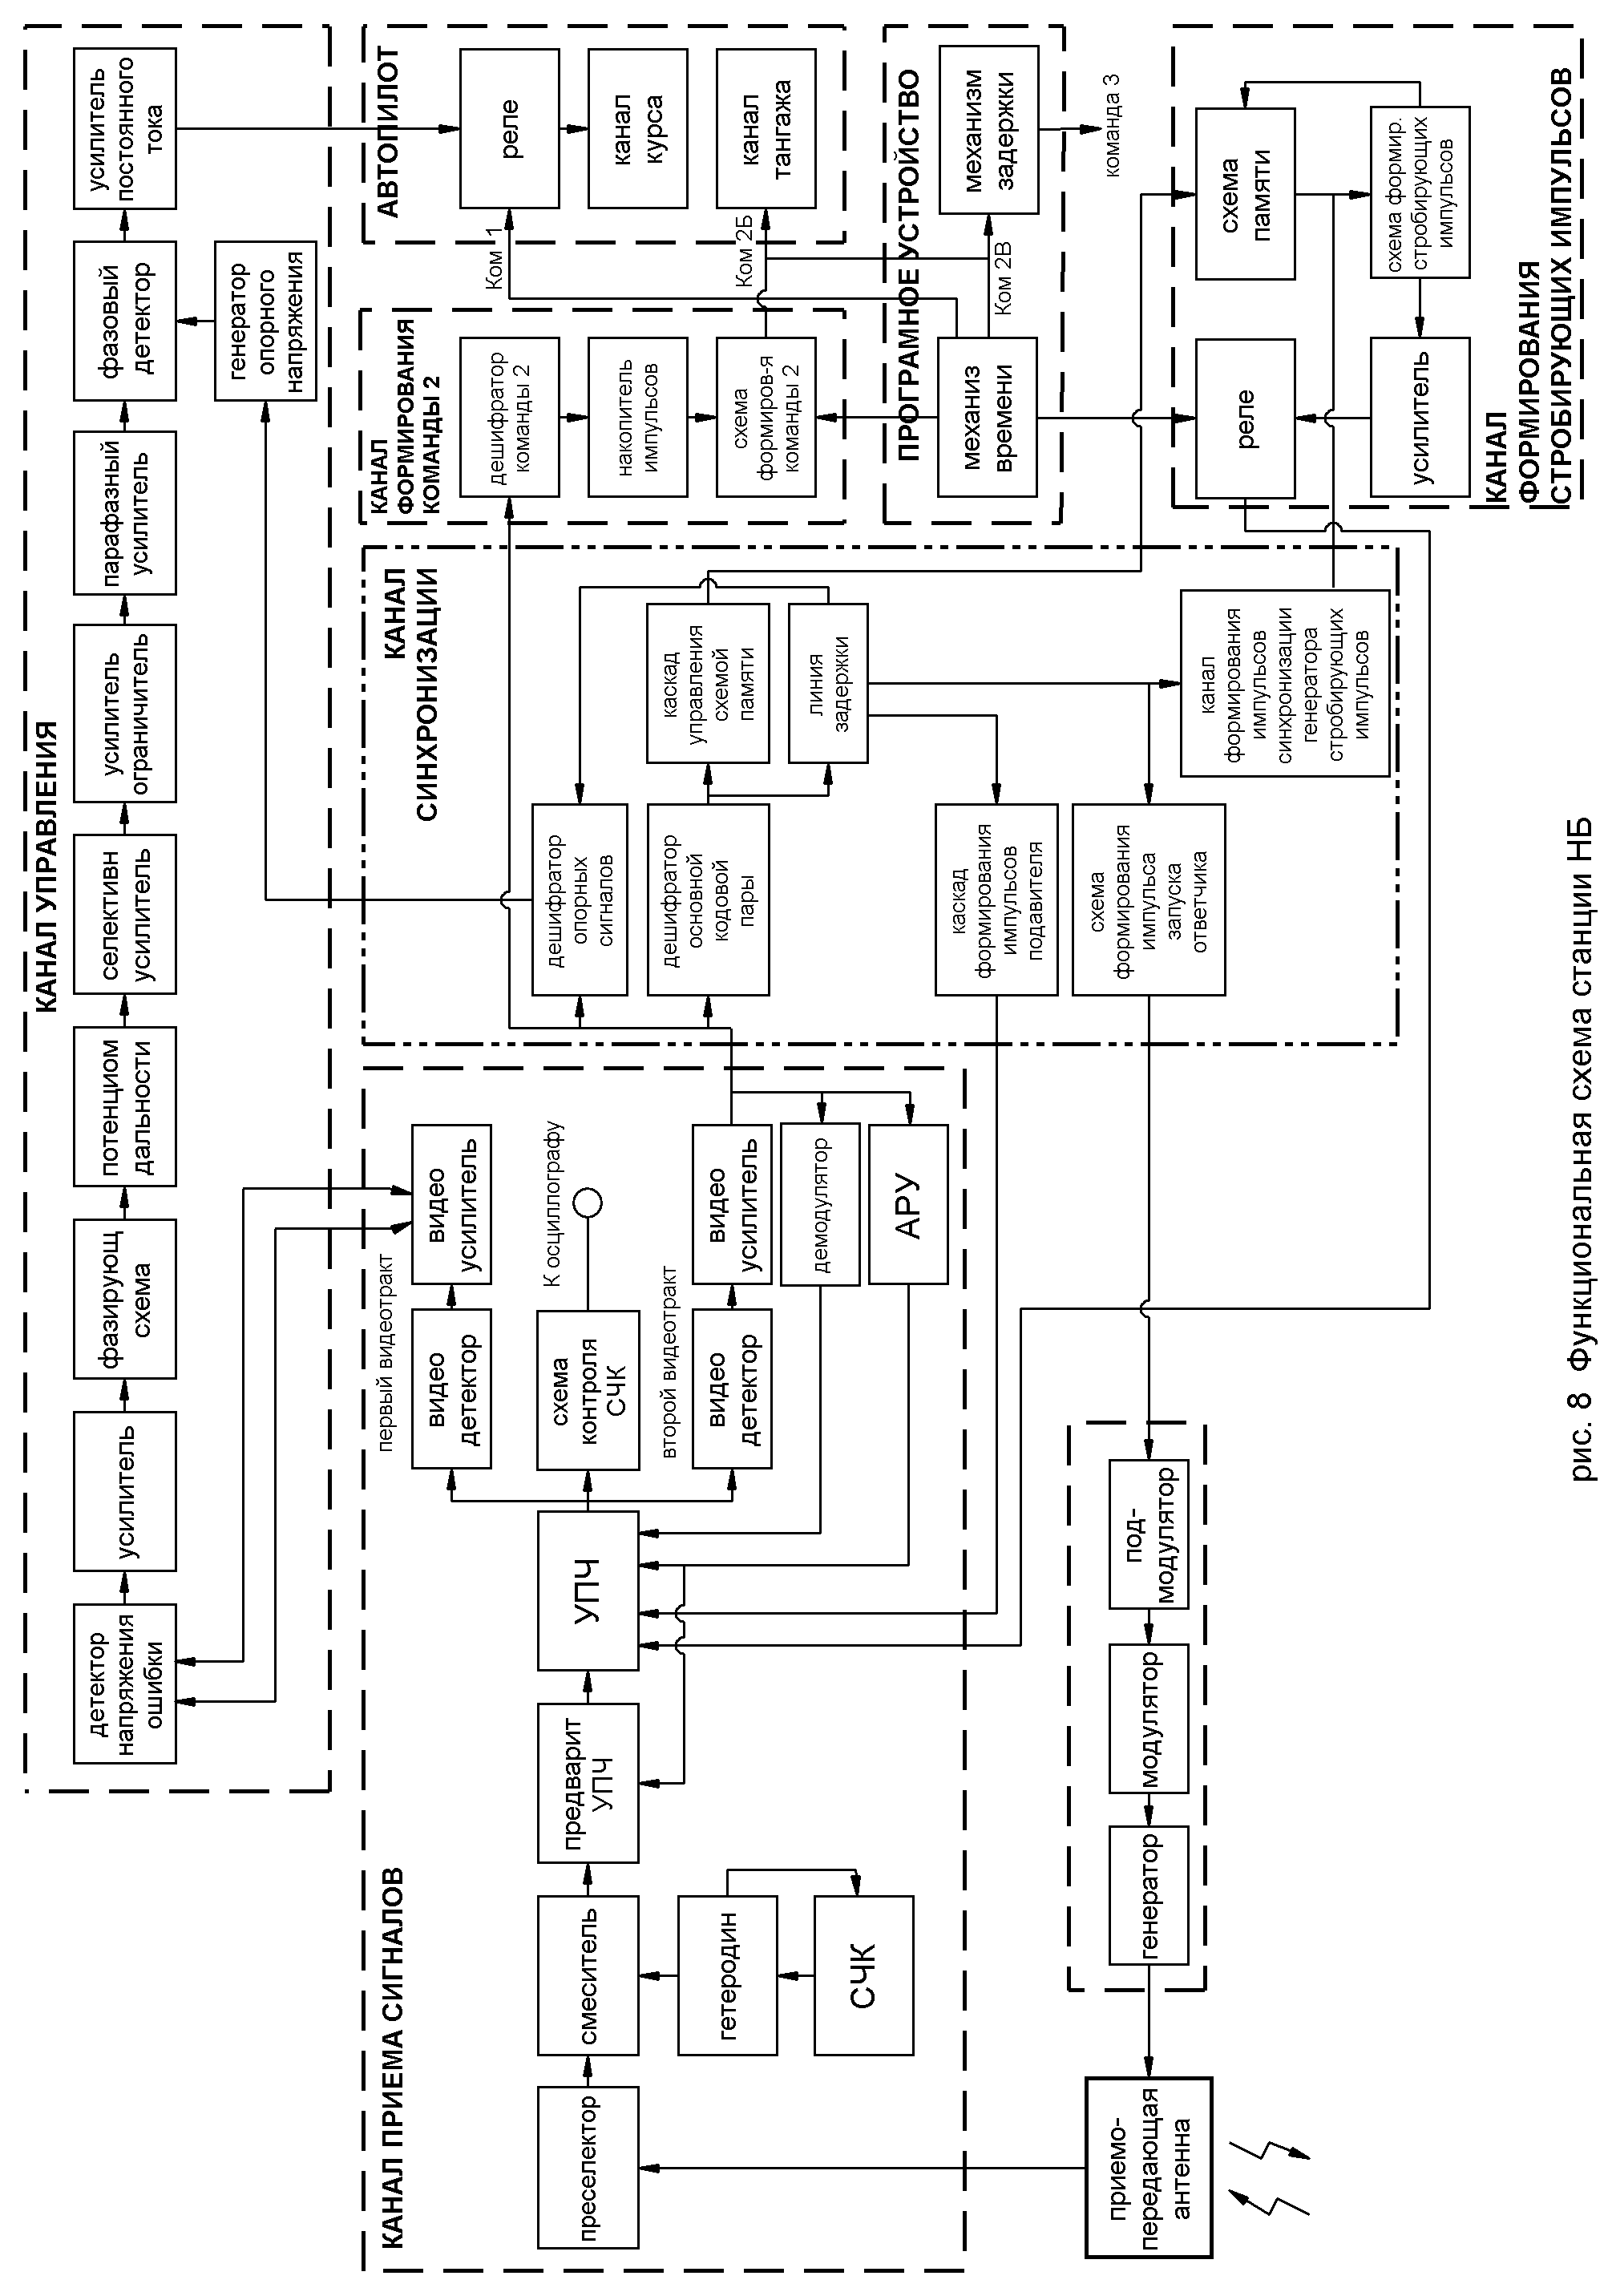 КАНАЛ УПРАВЛЕНИЯ
детектор
напряжения
ошибки
усилитель
фазирующ
схема
потенциом
дальности
селективн
усилитель
усилитель
ограничитель
парафазный
усилитель
фазовый
детектор
усилитель
постоянного
тока
генератор
опорного
напряжения
КАНАЛ ПРИЕМА СИГНАЛОВ
преселектор
смеситель
гетеродин
СЧК
предварит
УПЧ
УПЧ
первый видеотракт
видео
детектор
видео
усилитель
схема
контроля
СЧК
К осциллографу
второй видеотракт
видео
детектор
видео
усилитель
демодулятор
АРУ
КАНАЛ
СИНХРОНИЗАЦИИ
дешифратор
опорных
сигналов
дешифратор
основной
кодовой
пары
каскад
управления
схемой
памяти
линия
задержки
каскад
формирования
импульсов
подавителя
схема
формирования
импульса
запуска
ответчика
канал
формирования
импульсов
синхронизации
генератора
стробирующих
импульсов
КАНАЛ
ФОРМИРОВАНИЯ
КОМАНДЫ 2
дешифратор
команды 2
накопитель
импульсов
схема
формиров-я
команды 2
АВТОПИЛОТ
реле
канал
курса
канал
тангажа
Ком 1
Ком 2Б
ПРОГРАМНОЕ УСТРОЙСТВО
механиз
времени
Ком 2В
механизм
задержки
команда 3
реле
схема
памяти
усилитель
схема формир.
стробирующих
импульсов
КАНАЛ
ФОРМИРОВАНИЯ
СТРОБИРУЮЩИХ ИМПУЛЬСОВ
приемо-
передающая
антенна
генератор
модулятор
под-
модулятор
рис. 8 Функциональная схема станции НБ